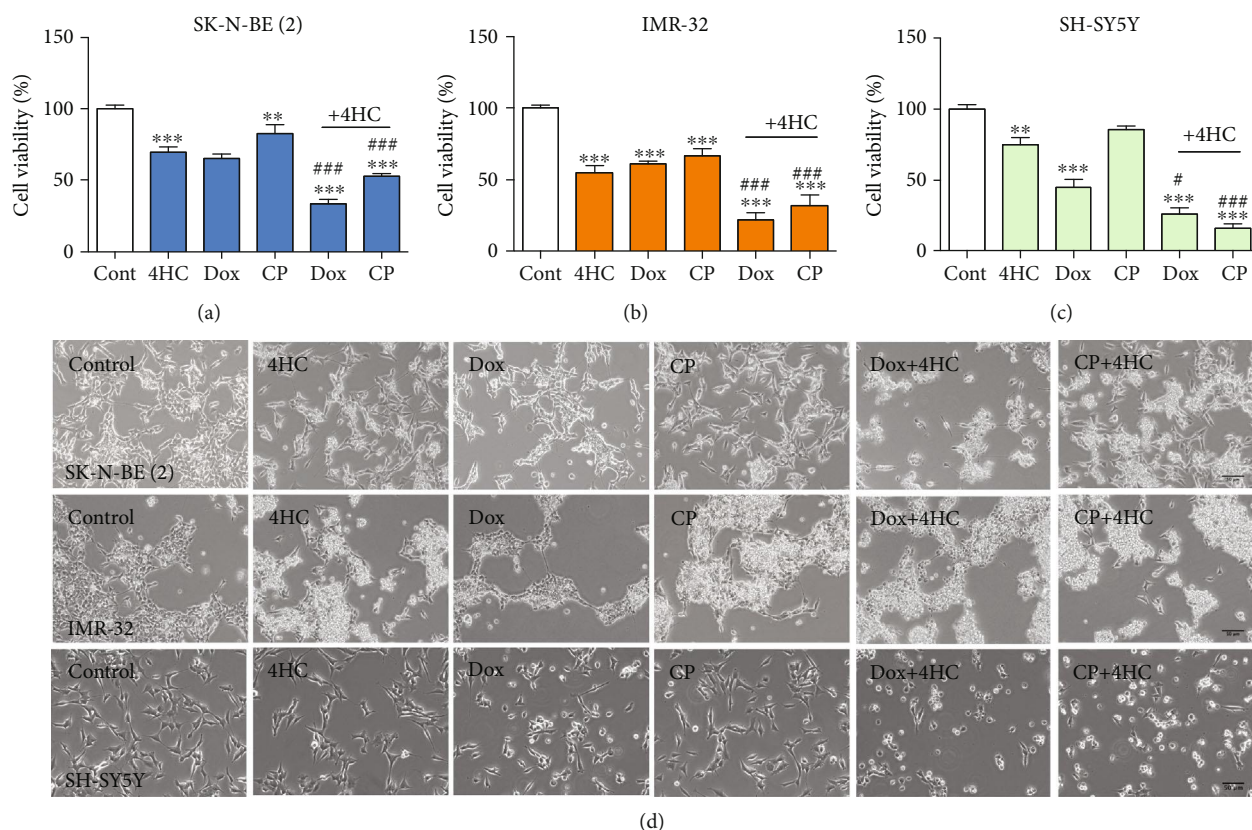 SK-N-BE (2)
150
100
50
0
Cell viability (%)
***
**
+4HC
###
***
###
***
Cont 4HC Dox CP Dox CP
(a)
IMR-32
150
100
50
0
Cell viability (%)
***
***
***
+4HC
###
***
###
***
Cont 4HC Dox CP Dox CP
(b)
SH-SY5Y
150
100
50
0
Cell viability (%)
**
***
+4HC
#
***
###
***
Cont 4HC Dox CP Dox CP
(c)
Control 4HC Dox CP Dox+4HC CP+4HC
SK-N-BE (2)
Control 4HC Dox CP Dox+4HC CP+4HC
IMR-32
Control 4HC Dox CP Dox+4HC CP+4HC
SH-SY5Y
50 μm
(d)